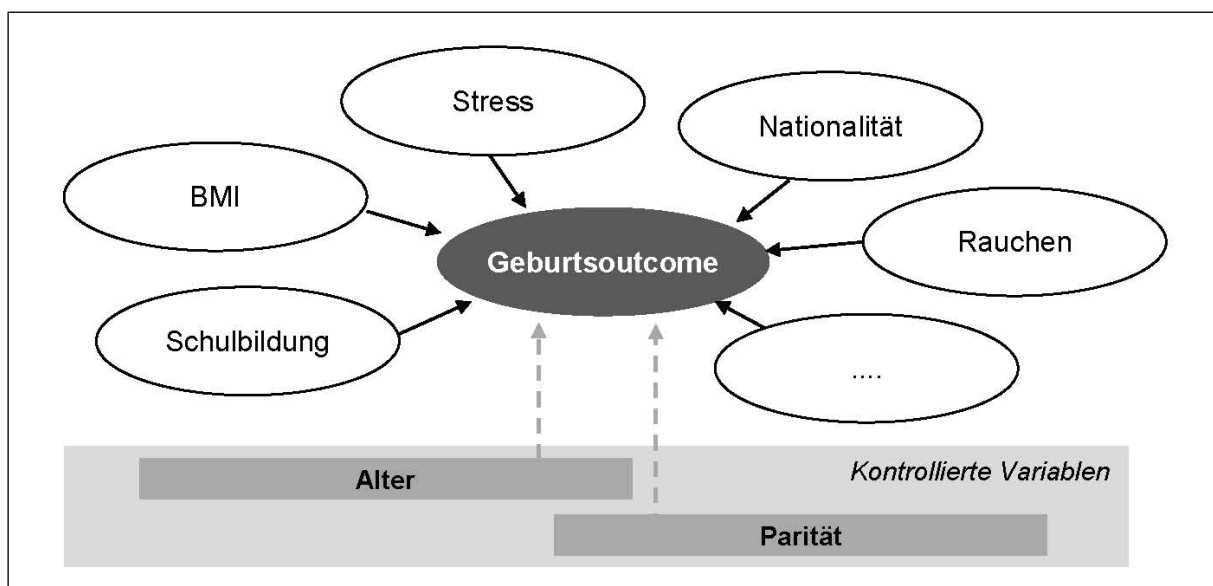 Stress
Nationalität
BMI
Rauchen
Geburtsoutcome
Schulbildung
....
Alter
Kontrollierte Variablen
Parität